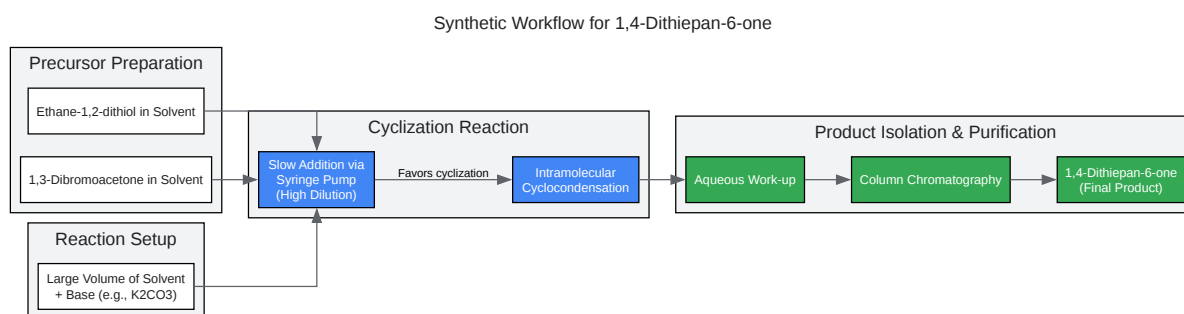 Synthetic Workflow for 1,4-Dithiepan-6-one
Precursor Preparation
Ethane-1,2-dithiol in Solvent
1,3-Dibromoacetone in Solvent
Reaction Setup
Large Volume of Solvent
+ Base (e.g., K2CO3)
Cyclization Reaction
Slow Addition via
Syringe Pump
(High Dilution)
Favors cyclization
Intramolecular
Cyclocondensation
Product Isolation & Purification
Aqueous Work-up
Column Chromatography
1,4-Dithiepan-6-one
(Final Product)